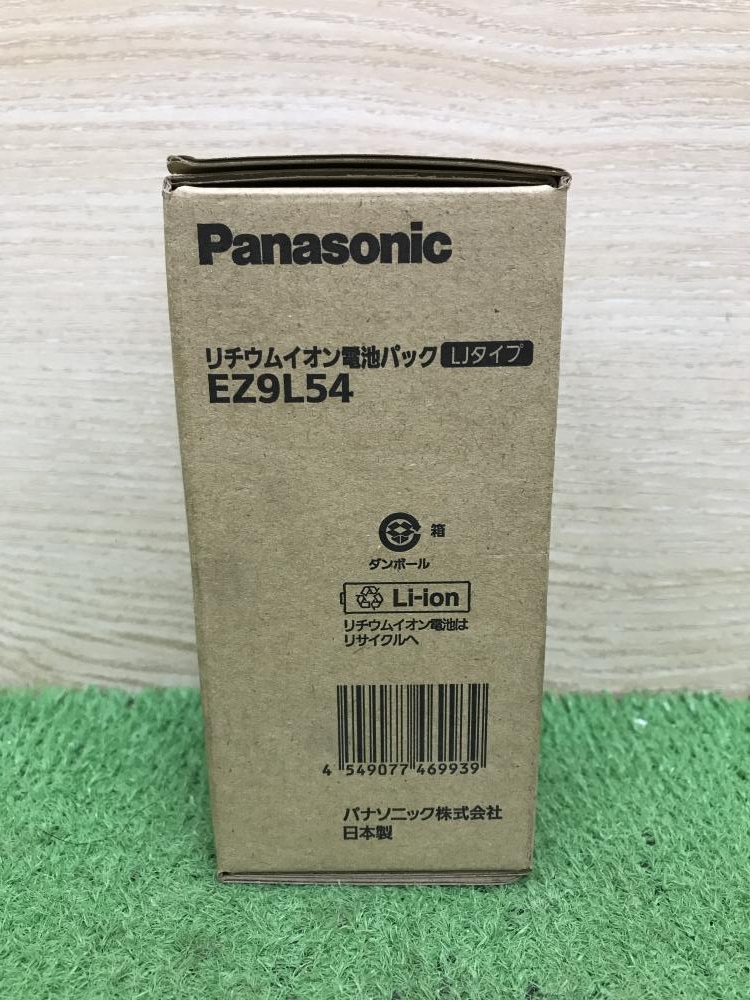 Panasonic
リチウムイオン電池パック LJタイプ
EZ9L54
箱
ダンボール
Li-ion
リチウムイオン電池は
リサイクルへ
4 549077 469939
パナソニック株式会社
日本製